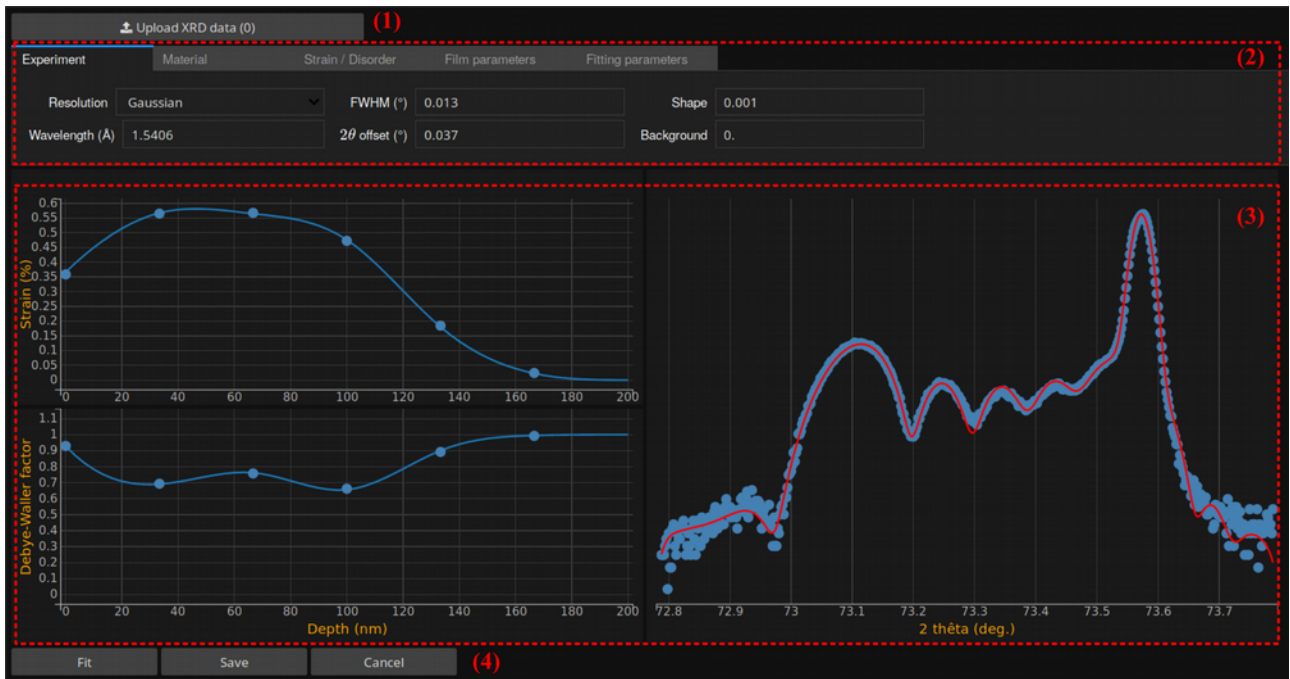 Upload XRD data (0) (1)
Experiment Material Strain / Disorder Film parameters Fitting parameters (2)
Resolution Gaussian FWHM (°) 0.013 Shape 0.001
Wavelength (Å) 1.5406 2θ offset (°) 0.037 Background 0.
(3)
Strain (%)
0.6
0.55
0.5
0.45
0.4
0.35
0.3
0.25
0.2
0.15
0.1
0.05
0
0 20 40 60 80 100 120 140 160 180 200
Debye-Waller factor
1.1
1
0.9
0.8
0.7
0.6
0.5
0.4
0.3
0.2
0.1
0
0 20 40 60 80 100 120 140 160 180 200
Depth (nm)
72.8 72.9 73 73.1 73.2 73.3 73.4 73.5 73.6 73.7
2 thêta (deg.)
Fit Save Cancel (4)